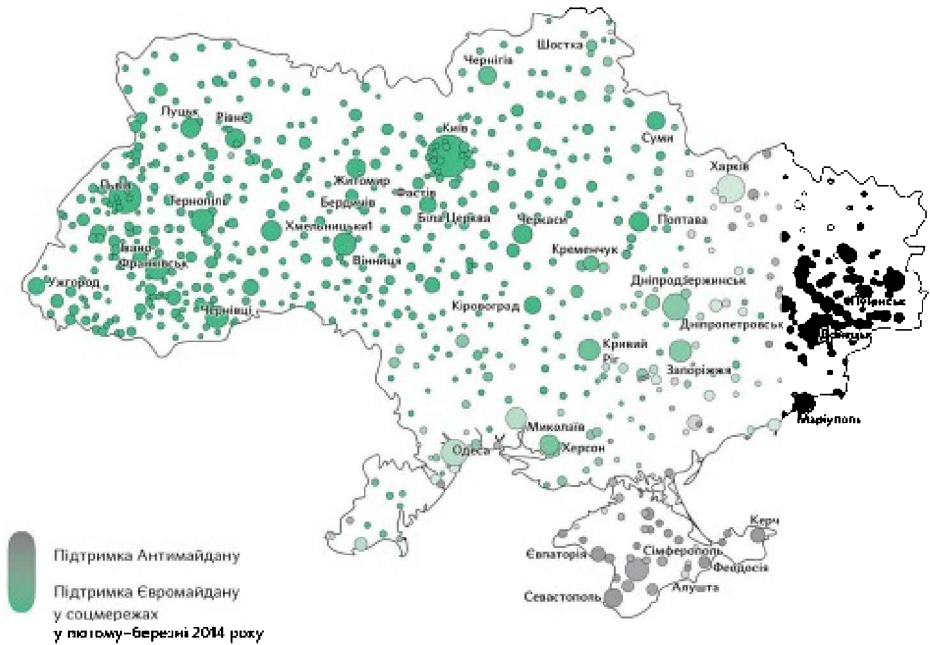 Шостка
Чернігів
Луцьк
Рівне
Київ
Суми
Харків
Львів
Тернопіль
Житомир
Бердичів
Фастів
Біла Церква
Хмельницький
Черкаси
Полтава
Івано-
Франківськ
Вінниця
Кременчук
Ужгород
Чернівці
Кіровоград
Дніпродзержинськ
Луганськ
Дніпропетровськ
Донецьк
Кривий
Ріг
Запоріжжя
Маріуполь
Миколаїв
Одеса
Херсон
Керч
Євпаторія
Сімферополь
Феодосія
Алушта
Севастополь
Підтримка Антимайдану
Підтримка Євромайдану
у соцмережах
у лютому–березні 2014 року